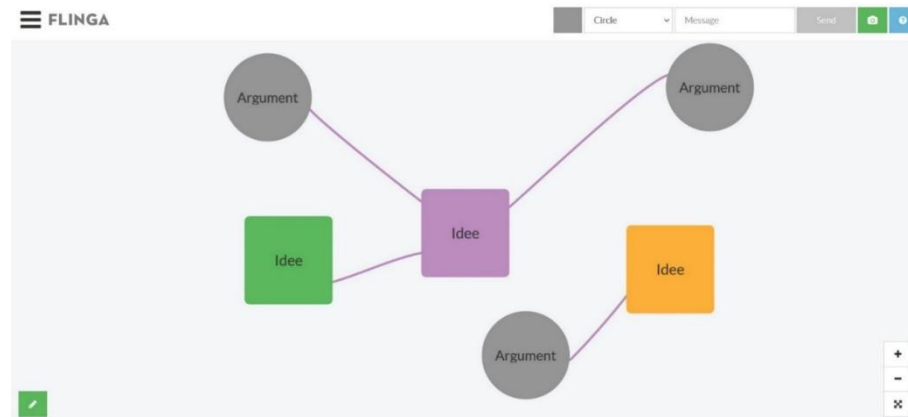 FLINGA
Circle
Message
Send
Argument
Argument
Idee
Idee
Idee
Argument